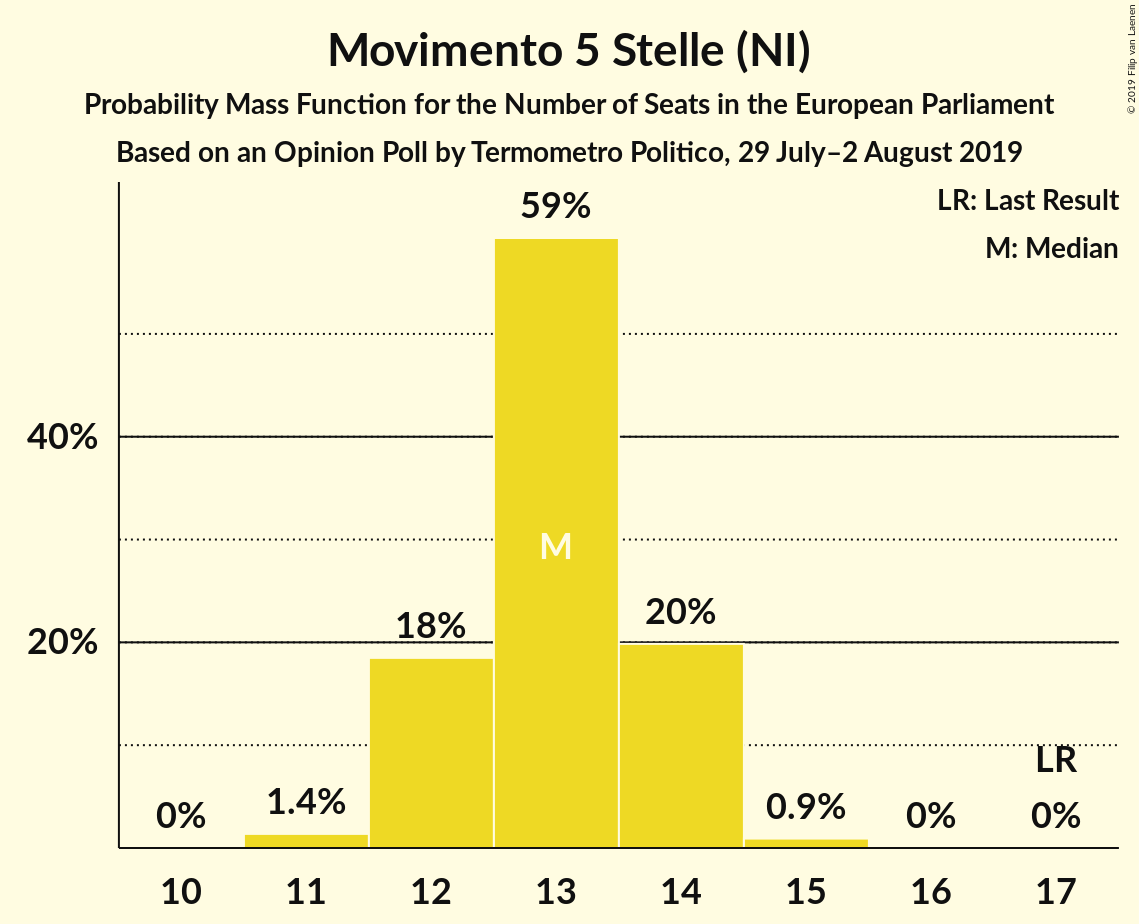 Movimento 5 Stelle (NI)
Probability Mass Function for the Number of Seats in the European Parliament
Based on an Opinion Poll by Termometro Politico, 29 July–2 August 2019
© 2019 Filip van Laenen
LR: Last Result
M: Median
59%
40%
M
20%
18%
20%
LR
0%
1.4%
0.9%
0%
0%
10 11 12 13 14 15 16 17